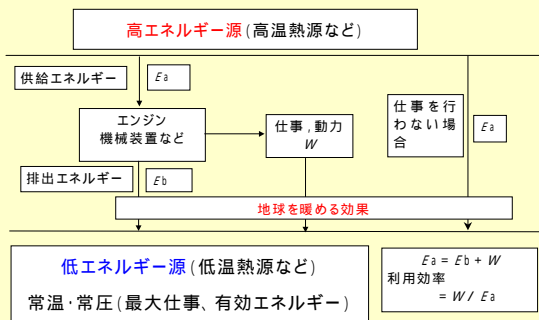 高エネルギー源(高温熱源など)
供給エネルギー
Ea
エンジン
機械装置など
仕事,動力
W
仕事を行
わない場
合
Ea
排出エネルギー
Eb
地球を暖める効果
低エネルギー源(低温熱源など)
常温・常圧(最大仕事、有効エネルギー)
Ea = Eb + W
利用効率
= W / Ea